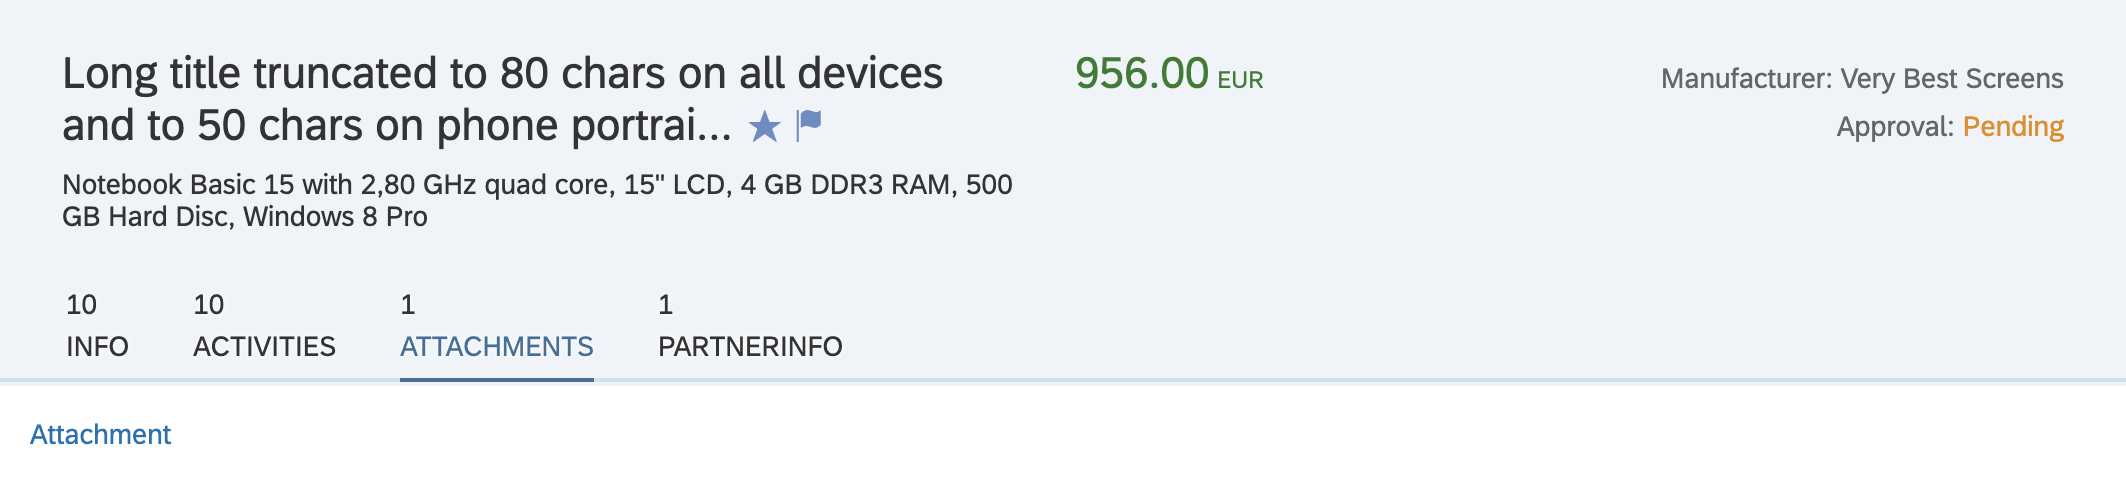 Long title truncated to 80 chars on all devices
and to 50 chars on phone portrai...
956.00 EUR
Manufacturer: Very Best Screens
Approval: Pending
Notebook Basic 15 with 2,80 GHz quad core, 15" LCD, 4 GB DDR3 RAM, 500
GB Hard Disc, Windows 8 Pro
10
INFO
10
ACTIVITIES
1
ATTACHMENTS
1
PARTNERINFO
Attachment